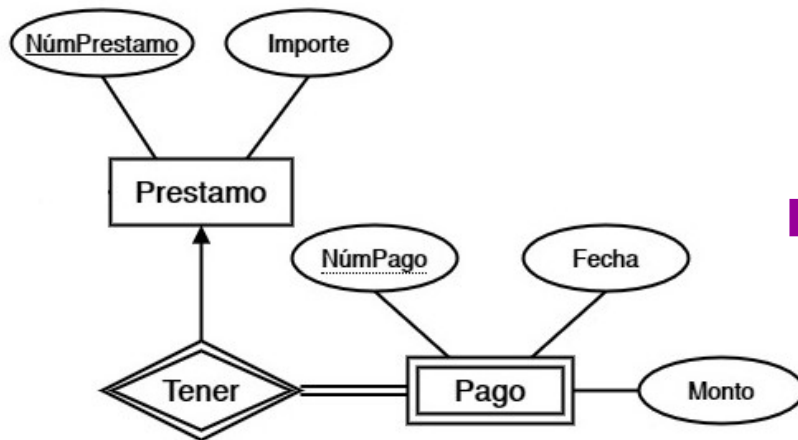 NúmPrestamo
Importe
Prestamo
NúmPago
Fecha
Tener
Pago
Monto